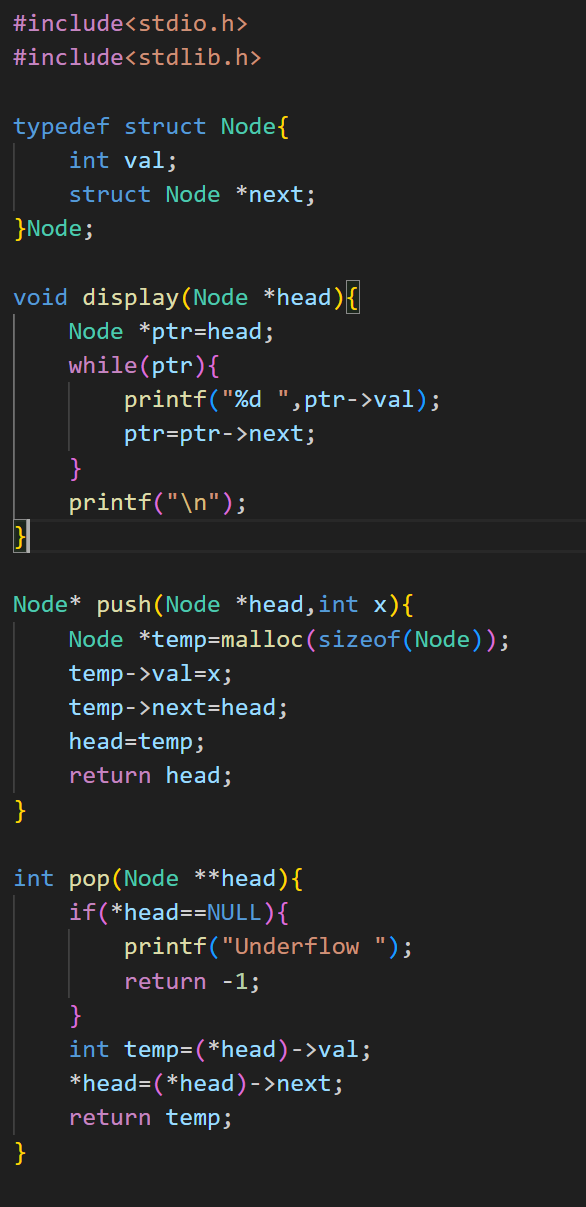 #include<stdio.h>
#include<stdlib.h>

typedef struct Node{
    int val;
    struct Node *next;
}Node;

void display(Node *head){
    Node *ptr=head;
    while(ptr){
        printf("%d ",ptr->val);
        ptr=ptr->next;
    }
    printf("\n");
}

Node* push(Node *head,int x){
    Node *temp=malloc(sizeof(Node));
    temp->val=x;
    temp->next=head;
    head=temp;
    return head;
}

int pop(Node **head){
    if(*head==NULL){
        printf("Underflow ");
        return -1;
    }
    int temp=(*head)->val;
    *head=(*head)->next;
    return temp;
}